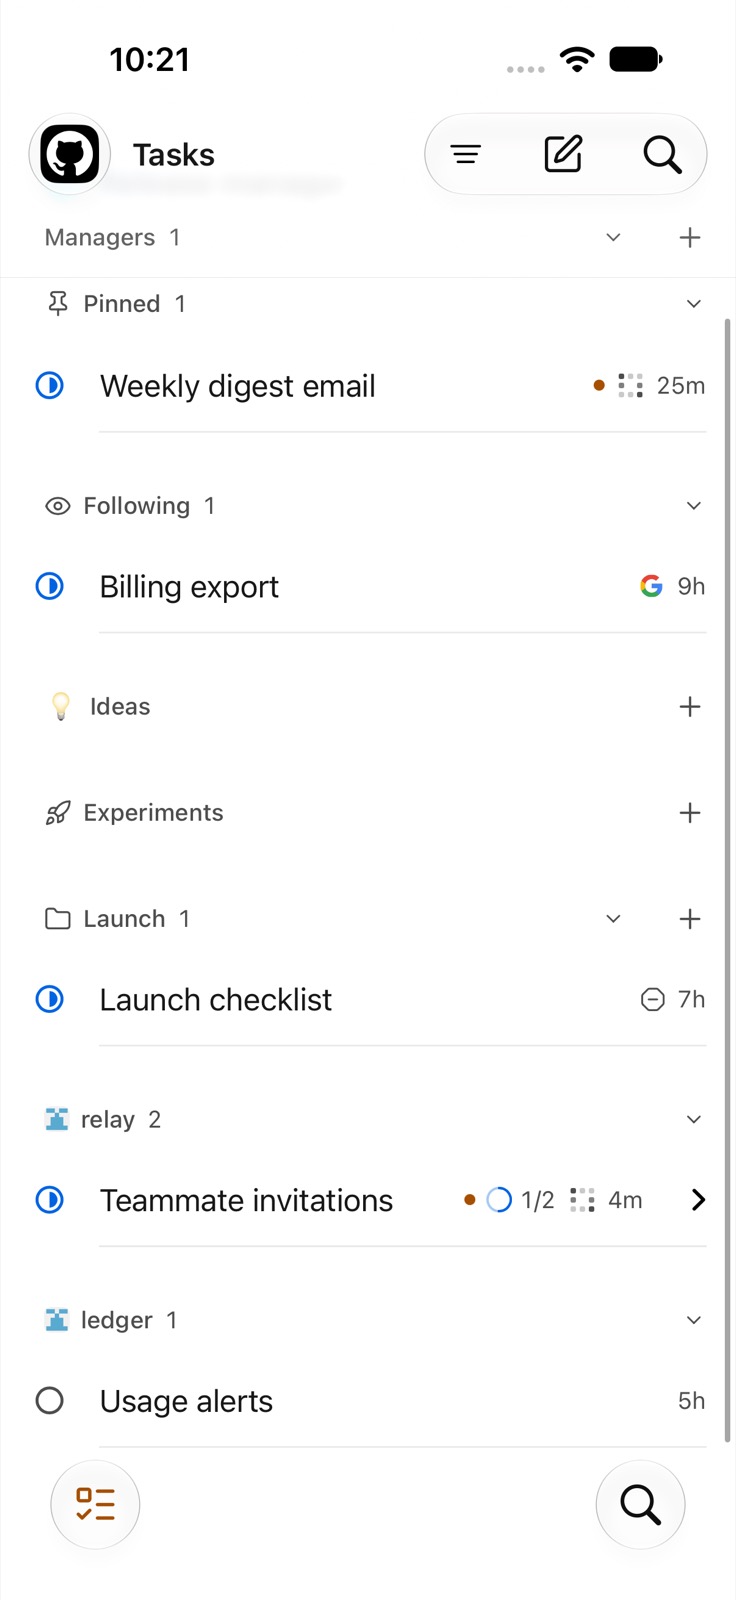 10:21
Tasks
Managers 1
Pinned 1
Weekly digest email 25m
Following 1
Billing export 9h
Ideas
Experiments
Launch 1
Launch checklist 7h
relay 2
Teammate invitations 1/2 4m
ledger 1
Usage alerts 5h